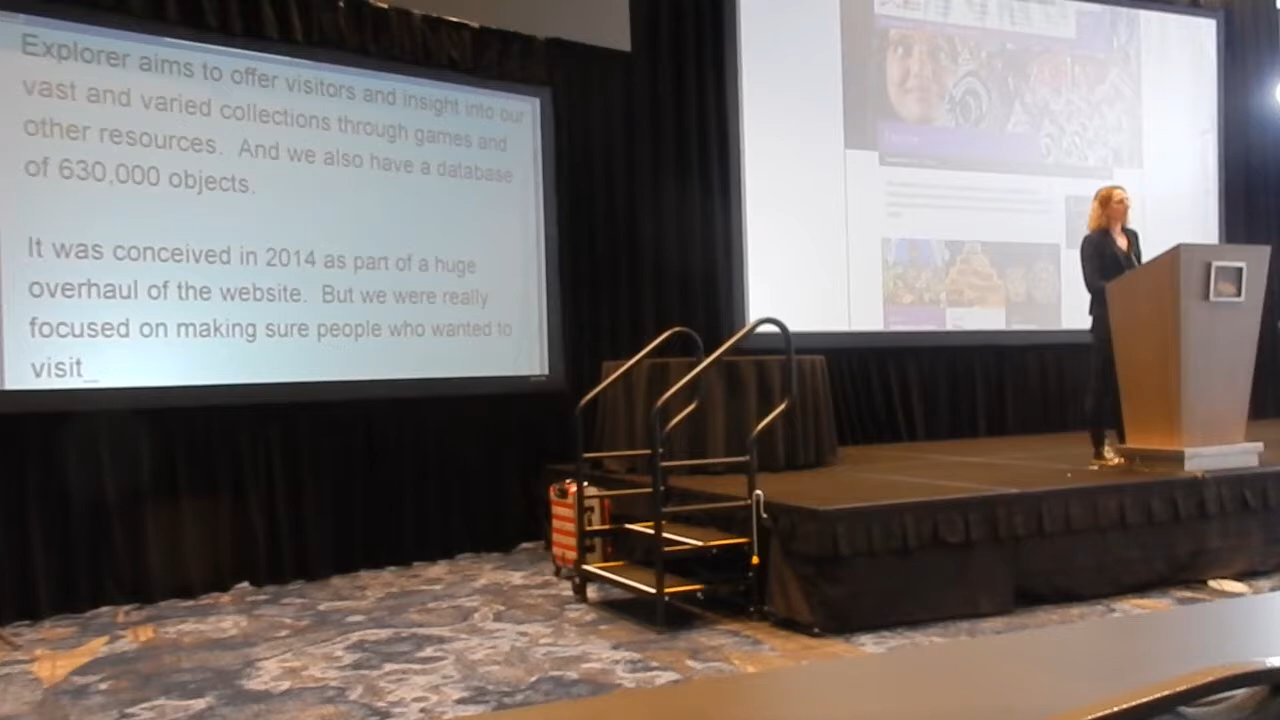 Explorer aims to offer visitors and insight into our
vast and varied collections through games and
other resources.  And we also have a database
of 630,000 objects.
It was conceived in 2014 as part of a huge
overhaul of the website.  But we were really
focused on making sure people who wanted to
visit_